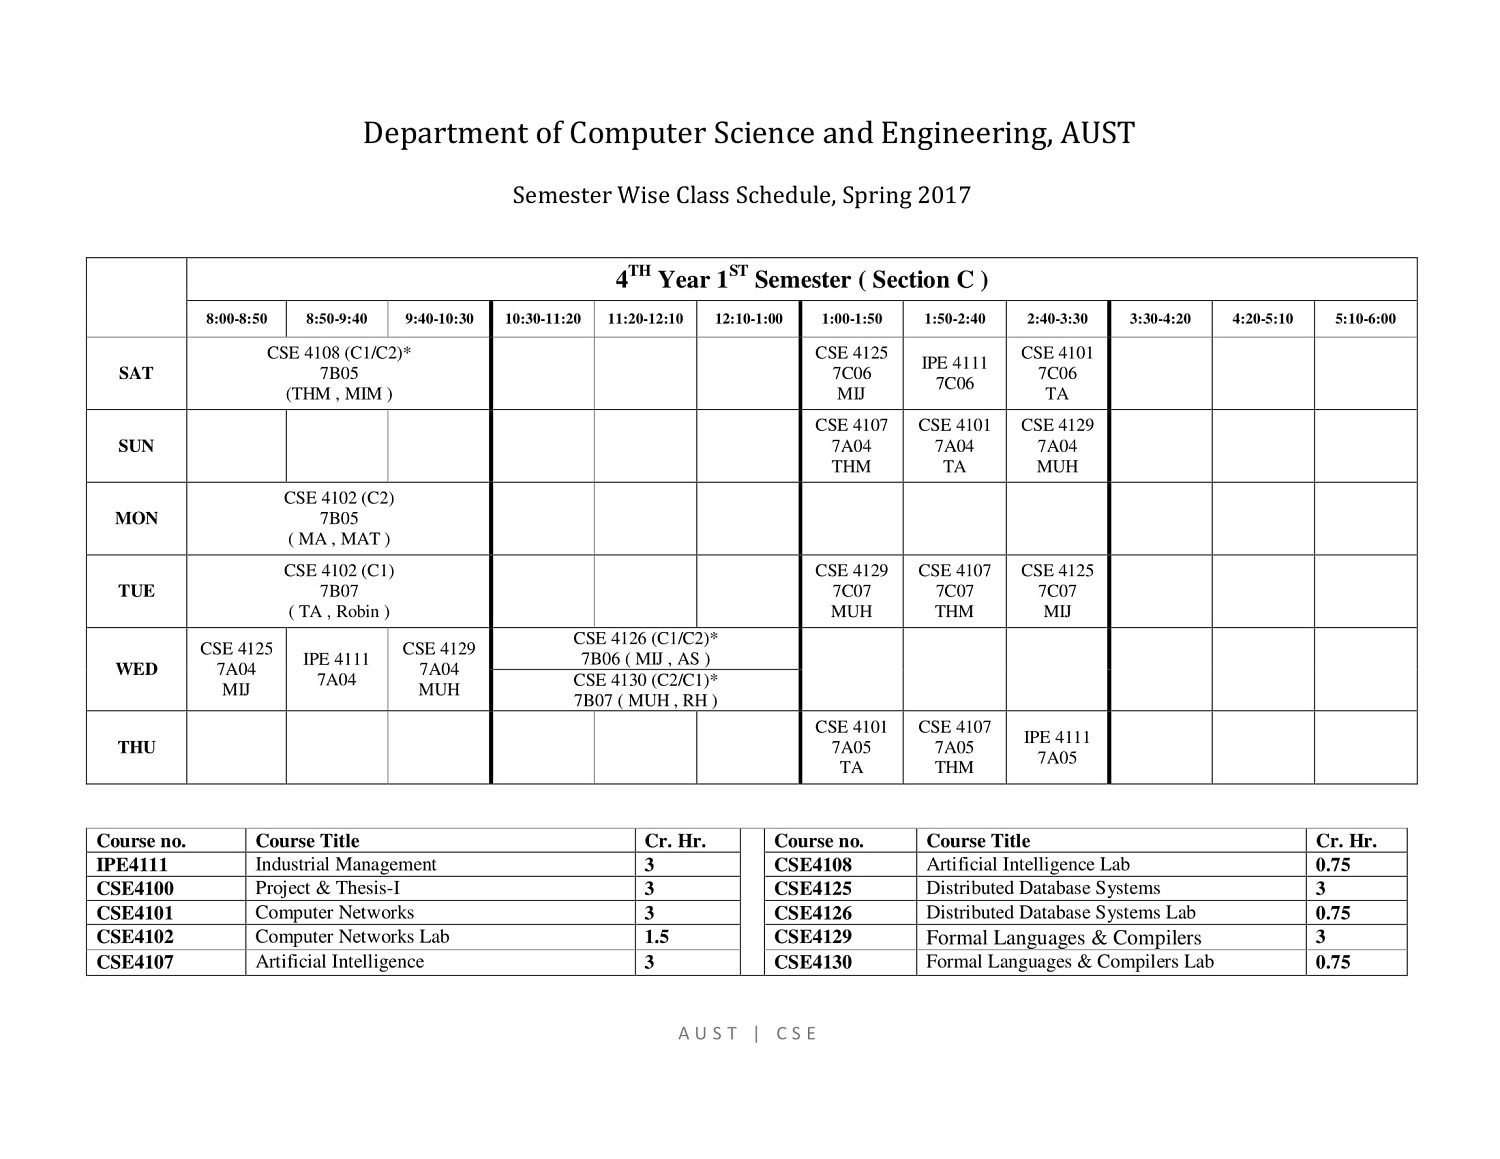 Department of Computer Science and Engineering, AUST
Semester Wise Class Schedule, Spring 2017
4TH Year 1ST Semester ( Section C )
8:00-8:50 8:50-9:40 9:40-10:30 10:30-11:20 11:20-12:10 12:10-1:00 1:00-1:50 1:50-2:40 2:40-3:30 3:30-4:20 4:20-5:10 5:10-6:00
SAT
CSE 4108 (C1/C2)*
7B05
(THM , MIM )
CSE 4125
7C06
MIJ
IPE 4111
7C06
CSE 4101
7C06
TA
SUN
CSE 4107
7A04
THM
CSE 4101
7A04
TA
CSE 4129
7A04
MUH
MON
CSE 4102 (C2)
7B05
( MA , MAT )
TUE
CSE 4102 (C1)
7B07
( TA , Robin )
CSE 4129
7C07
MUH
CSE 4107
7C07
THM
CSE 4125
7C07
MIJ
WED
CSE 4125
7A04
MIJ
IPE 4111
7A04
CSE 4129
7A04
MUH
CSE 4126 (C1/C2)*
7B06 ( MIJ , AS )
CSE 4130 (C2/C1)*
7B07 ( MUH , RH )
THU
CSE 4101
7A05
TA
CSE 4107
7A05
THM
IPE 4111
7A05
Course no. Course Title Cr. Hr. Course no. Course Title Cr. Hr.
IPE4111 Industrial Management 3 CSE4108 Artificial Intelligence Lab 0.75
CSE4100 Project & Thesis-I 3 CSE4125 Distributed Database Systems 3
CSE4101 Computer Networks 3 CSE4126 Distributed Database Systems Lab 0.75
CSE4102 Computer Networks Lab 1.5 CSE4129 Formal Languages & Compilers 3
CSE4107 Artificial Intelligence 3 CSE4130 Formal Languages & Compilers Lab 0.75
AUST | CSE